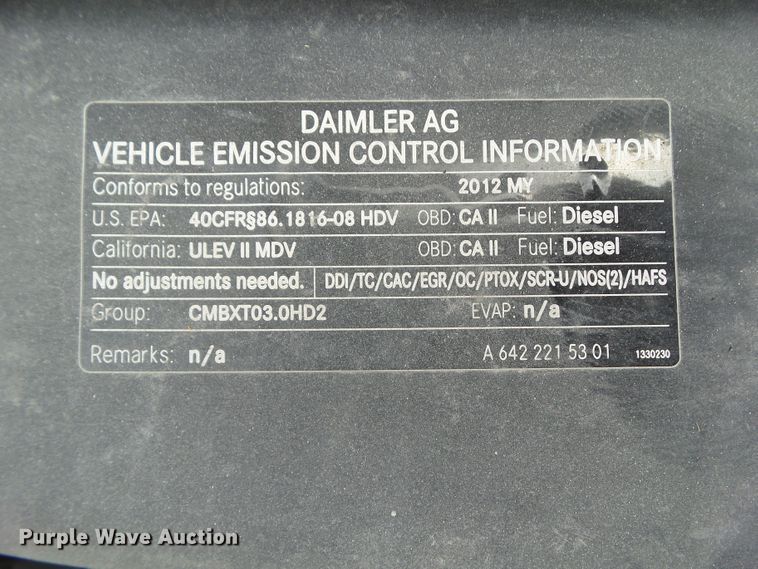 DAIMLER AG
VEHICLE EMISSION CONTROL INFORMATION
Conforms to regulations: 2012 MY
U.S. EPA: 40CFR§86.1816-08 HDV OBD: CA II Fuel: Diesel
California: ULEV II MDV OBD: CA II Fuel: Diesel
No adjustments needed. DDI/TC/CAC/EGR/OC/PTOX/SCR-U/NOS(2)/HAFS
Group: CMBXT03.0HD2 EVAP: n/a
Remarks: n/a A 642 221 53 01 1330230
Purple Wave Auction